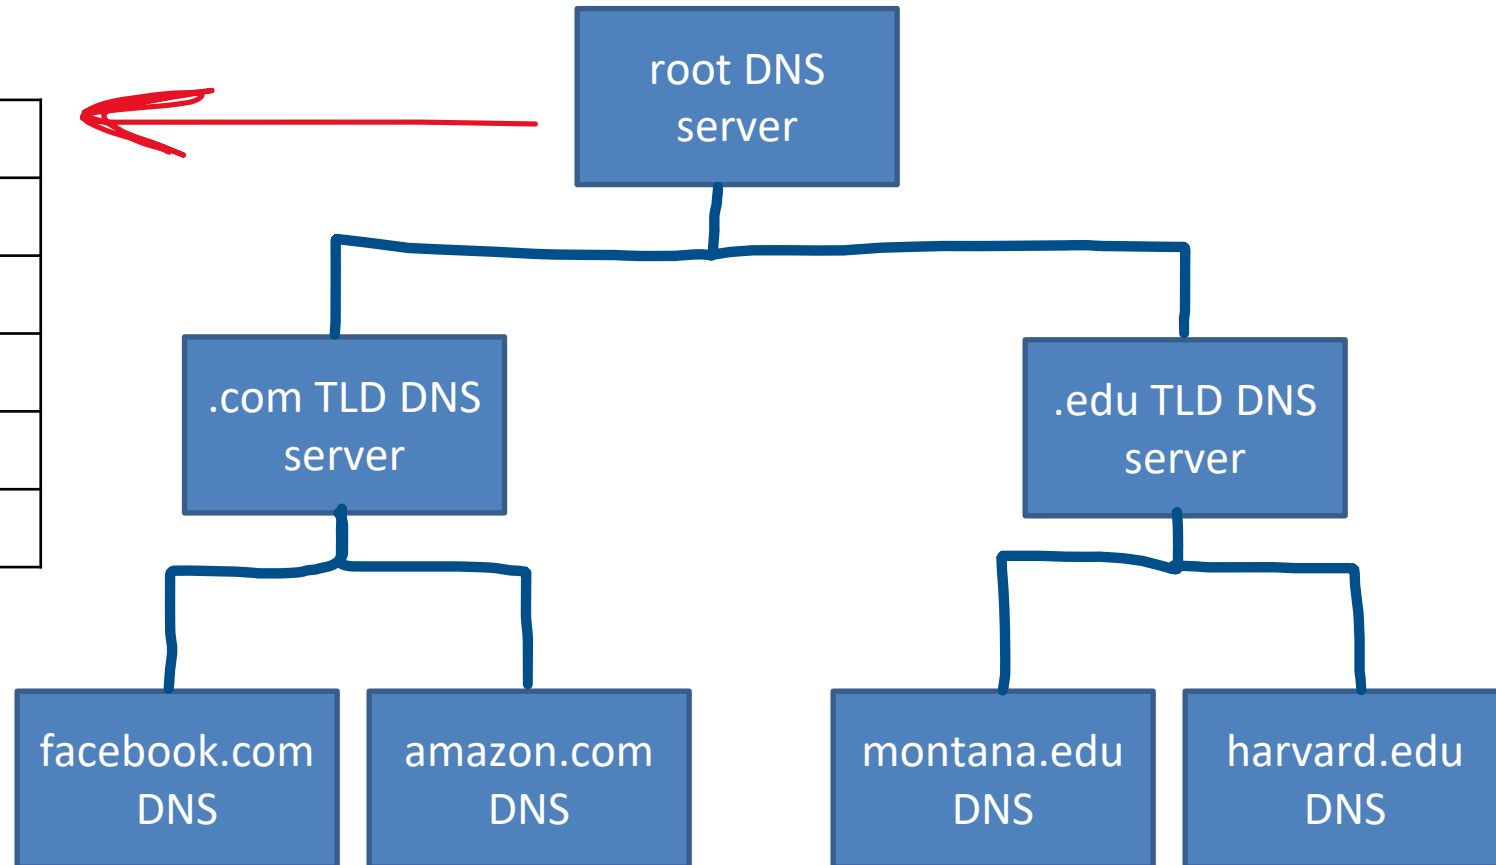 root DNS
server
.com TLD DNS
server
.edu TLD DNS
server
facebook.com
DNS
amazon.com
DNS
montana.edu
DNS
harvard.edu
DNS